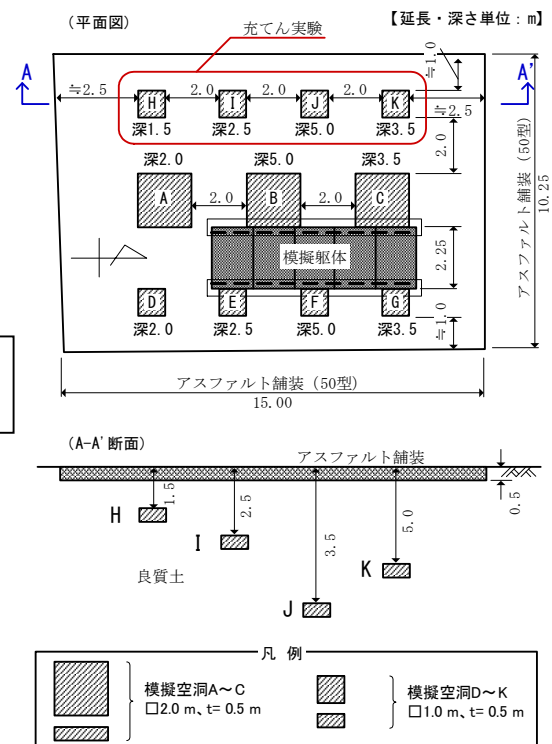 (平面図)
【延長・深さ単位:m】
充てん実験
A
A'
≒2.5
H
2.0
I
2.0
J
2.0
K
≒2.5
≒1.0
深1.5
深2.5
深5.0
深3.5
深2.0
深5.0
深3.5
2.0
A
2.0
B
2.0
C
模擬躯体
2.25
D
E
F
G
深2.0
深2.5
深5.0
深3.5
≒1.0
アスファルト舗装(50型)
10.25
アスファルト舗装(50型)
15.00
(A-A'断面)
アスファルト舗装
0.5
H
1.5
I
2.5
J
3.5
K
5.0
良質土
凡 例
模擬空洞A~C
□2.0 m、t= 0.5 m
模擬空洞D~K
□1.0 m、t= 0.5 m